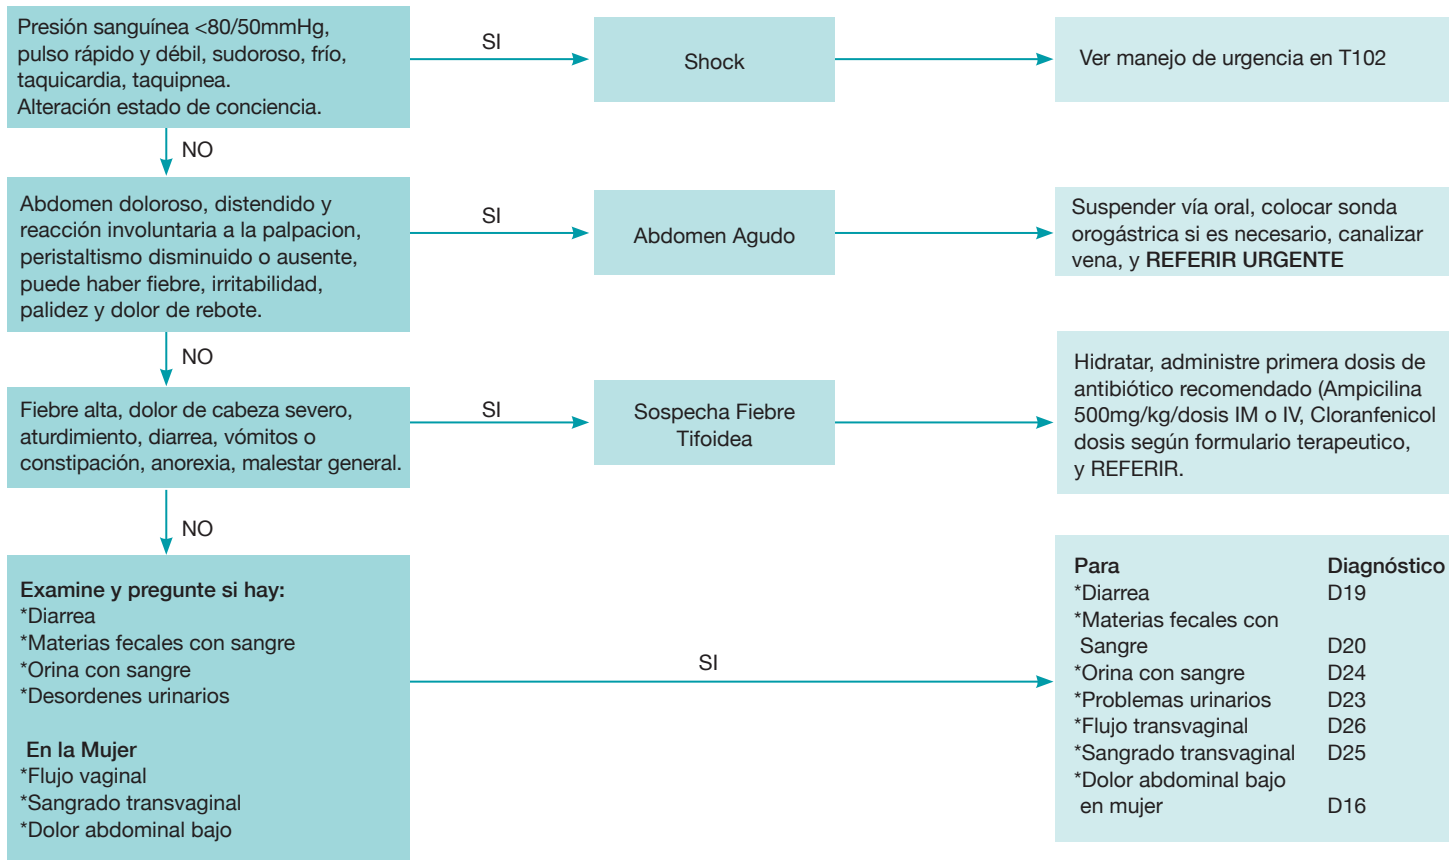 Presión sanguínea <80/50mmHg,
pulso rápido y débil, sudoroso, frío,
taquicardia, taquipnea.
Alteración estado de conciencia.
SI
Shock
Ver manejo de urgencia en T102
NO
Abdomen doloroso, distendido y
reacción involuntaria a la palpacion,
peristaltismo disminuido o ausente,
puede haber fiebre, irritabilidad,
palidez y dolor de rebote.
SI
Abdomen Agudo
Suspender vía oral, colocar sonda
orogástrica si es necesario, canalizar
vena, y REFERIR URGENTE
NO
Fiebre alta, dolor de cabeza severo,
aturdimiento, diarrea, vómitos o
constipación, anorexia, malestar general.
SI
Sospecha Fiebre
Tifoidea
Hidratar, administre primera dosis de
antibiótico recomendado (Ampicilina
500mg/kg/dosis IM o IV, Cloranfenicol
dosis según formulario terapeutico,
y REFERIR.
NO
Examine y pregunte si hay:
*Diarrea
*Materias fecales con sangre
*Orina con sangre
*Desordenes urinarios
En la Mujer
*Flujo vaginal
*Sangrado transvaginal
*Dolor abdominal bajo
SI
Para Diagnóstico
*Diarrea D19
*Materias fecales con
Sangre D20
*Orina con sangre D24
*Problemas urinarios D23
*Flujo transvaginal D26
*Sangrado transvaginal D25
*Dolor abdominal bajo
en mujer D16